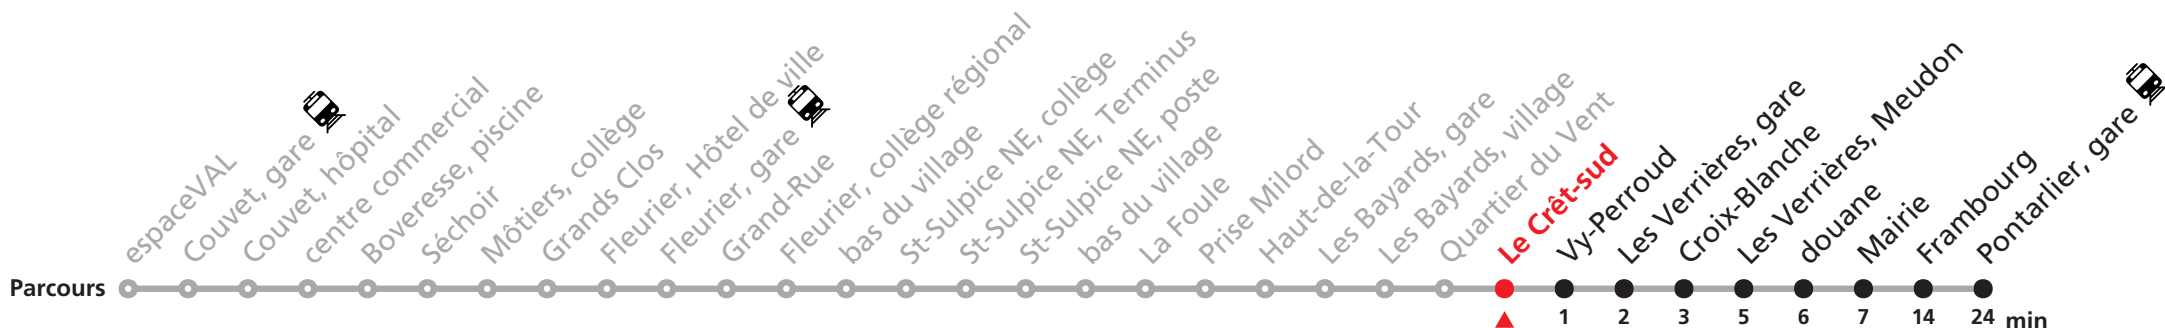 espaceVAL
Couvet, gare
Couvet, hôpital
centre commercial
Boveresse, piscine
Séchoir
Môtiers, collège
Grands Clos
Fleurier, Hôtel de ville
Fleurier, gare
Grand-Rue
Fleurier, collège régional
bas du village
St-Sulpice NE, collège
St-Sulpice NE, Terminus
St-Sulpice NE, poste
bas du village
La Foule
Prise Milord
Haut-de-la-Tour
Les Bayards, gare
Les Bayards, village
Quartier du Vent
Le Crêt-sud
Vy-Perroud
Les Verrières, gare
Croix-Blanche
Les Verrières, Meudon
douane
Mairie
Frambourg
Pontarlier, gare
Parcours
1 2 3 5 6 7 14 24 min